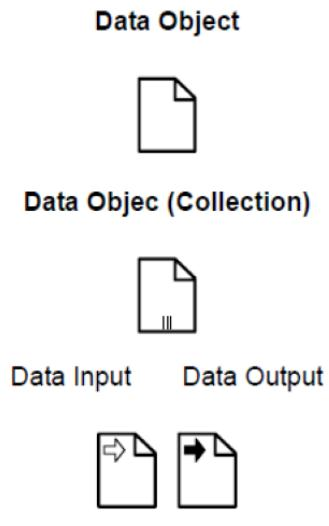 Data Object
Data Objec (Collection)
Data Input Data Output